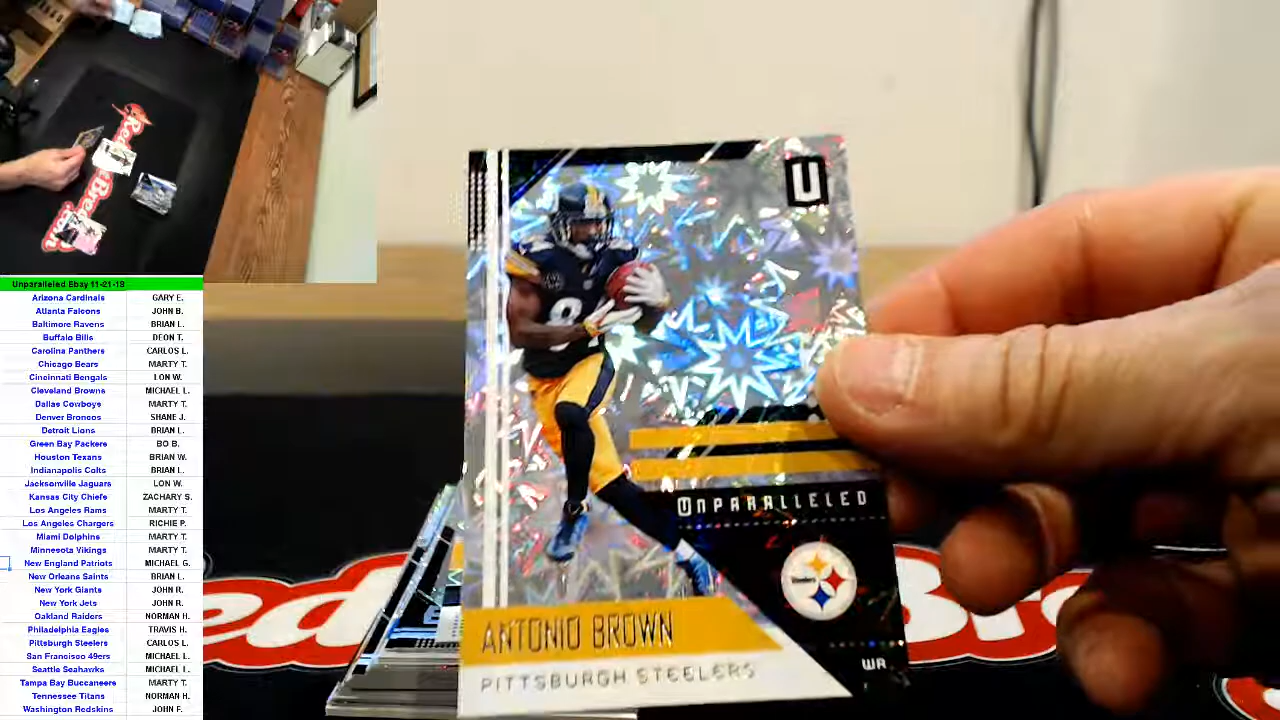 Unparalleled Ebay 11-21-18
Arizona Cardinals GARY E.
Atlanta Falcons JOHN B.
Baltimore Ravens BRIAN L.
Buffalo Bills DEON T.
Carolina Panthers CARLOS L.
Chicago Bears MARTY T.
Cincinnati Bengals LON W.
Cleveland Browns MICHAEL L.
Dallas Cowboys MARTY T.
Denver Broncos SHANE J.
Detroit Lions BRIAN L.
Green Bay Packers BO B.
Houston Texans BRIAN W.
Indianapolis Colts BRIAN L.
Jacksonville Jaguars LON W.
Kansas City Chiefs ZACHARY S.
Los Angeles Rams MARTY T.
Los Angeles Chargers RICHIE P.
Miami Dolphins MARTY T.
Minnesota Vikings MARTY T.
New England Patriots MICHAEL G.
New Orleans Saints BRIAN L.
New York Giants JOHN R.
New York Jets JOHN R.
Oakland Raiders NORMAN H.
Philadelphia Eagles TRAVIS H.
Pittsburgh Steelers CARLOS L.
San Francisco 49ers MICHAEL L.
Seattle Seahawks MICHAEL L.
Tampa Bay Buccaneers MARTY T.
Tennessee Titans NORMAN H.
Washington Redskins JOHN F.
U
UNPARALLELED
Steelers
ANTONIO BROWN
PITTSBURGH STEELERS
WR